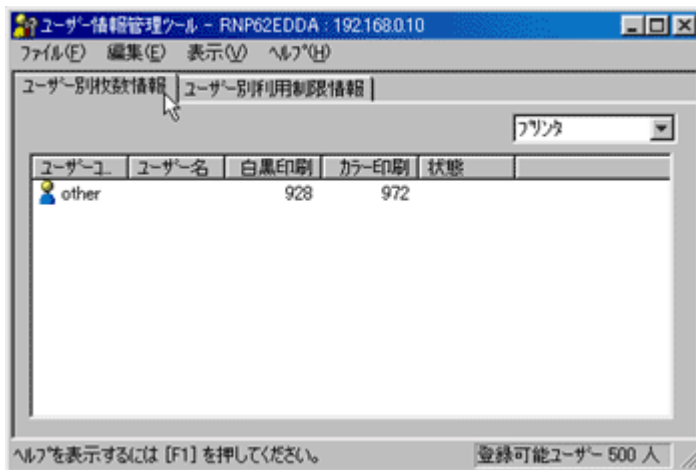 ユーザー情報管理ツール - RNP62EDDA : 192.168.0.10
ファイル(F) 編集(E) 表示(V) ヘルプ(H)
ユーザー別枚数情報 ユーザー別利用制限情報
プリンタ
ユーザーコ... ユーザー名 白黒印刷 カラー印刷 状態
other 928 972
ヘルプを表示するには [F1] を押してください。 登録可能ユーザー 500 人